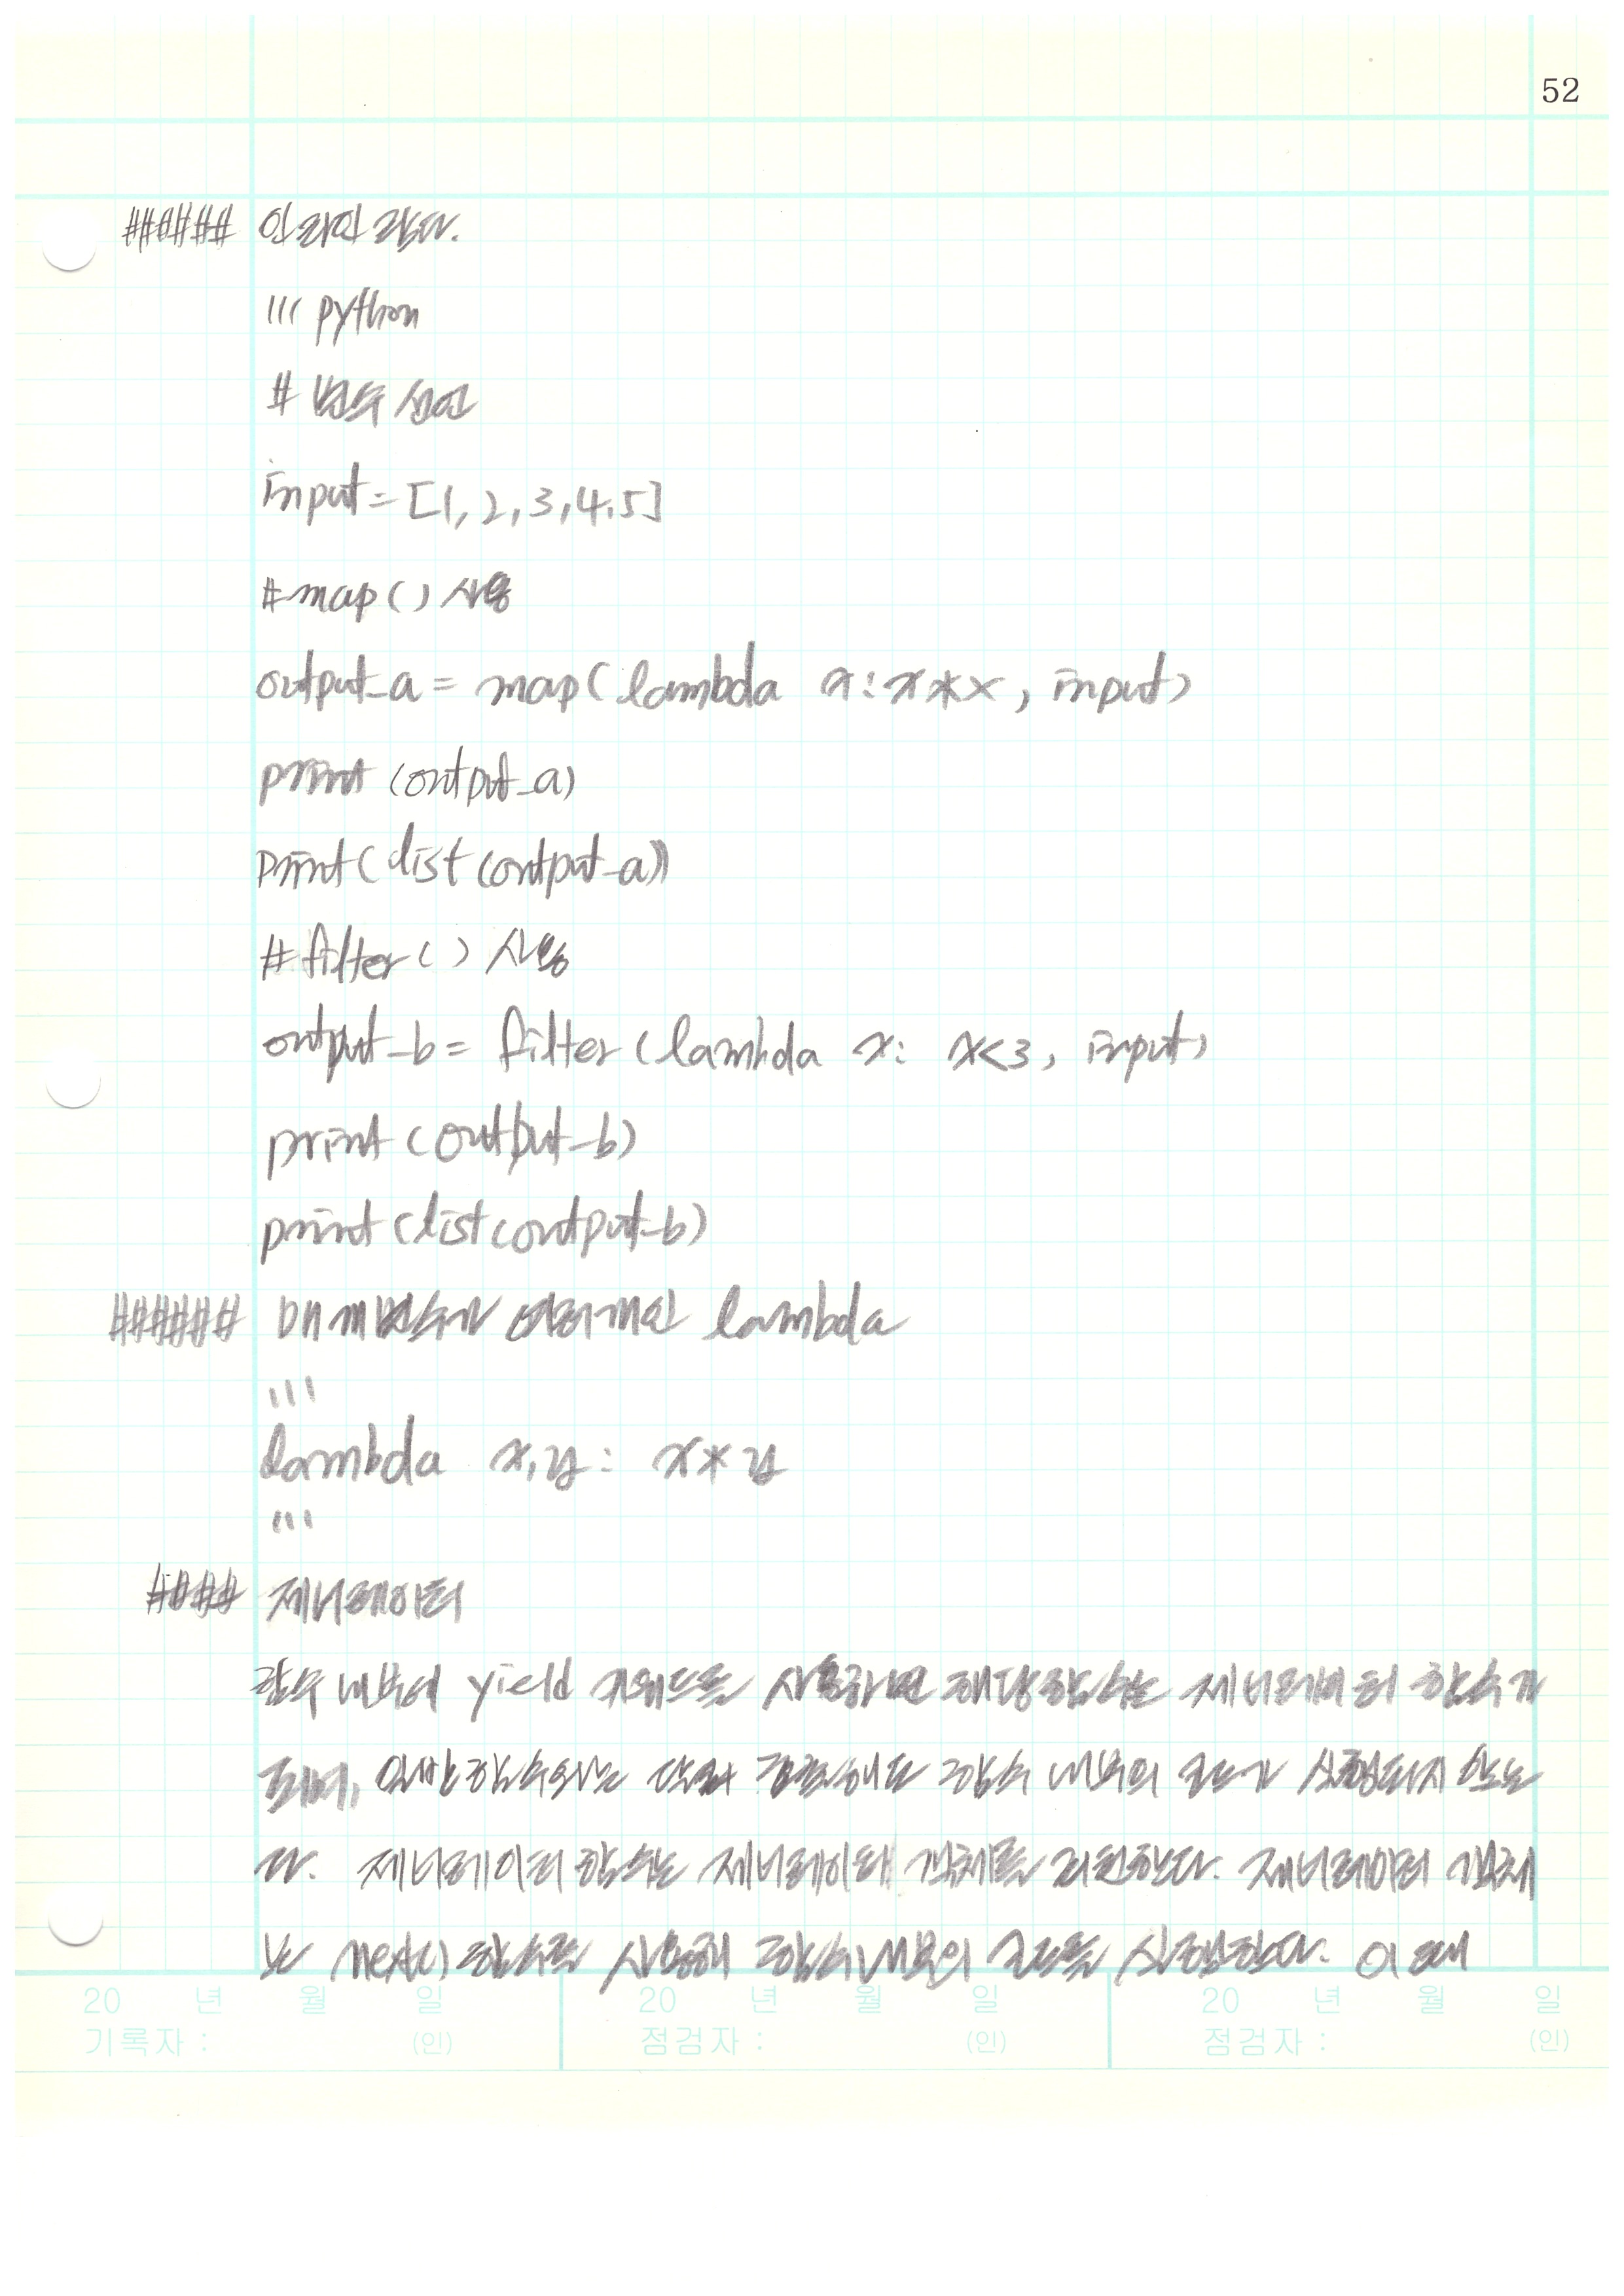 52
###### 인라인 람다.
''' python
# 변수 선언
input = [1, 2, 3, 4, 5]
#map() 사용
output_a = map(lambda x:x*x, input)
print (output_a)
print(list(output_a))
#filter() 사용
output_b = filter(lambda x: x<3, input)
print (output_b)
print(list(output_b)
###### 매개변수가 여러개인 lambda
'''
lambda x,y: x*y
'''
#### 제너레이터
함수 내부에 yield 키워드를 사용하면 해당 함수는 제너레이터 함수가
되며, 일반 함수와는 달리 호출해도 함수 내부의 코드가 실행되지 않는
다. 제너레이터 함수는 제너레이터 객체를 리턴한다. 제너레이터 객체
는 next() 함수를 사용해 함수 내부의 코드를 실행한다. 이 때
20 년 월 일 20 년 월 일 20 년 월 일
기록자 : (인) 점검자 : (인) 점검자 : (인)